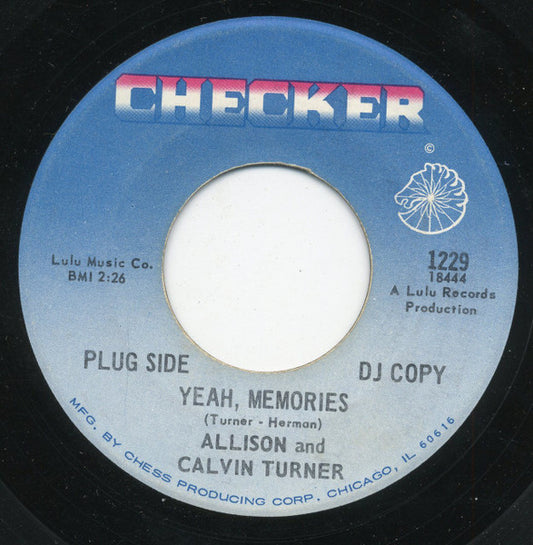 CHECKER
©
Lulu Music Co.
BMI 2:26
1229
18444
A Lulu Records
Production
PLUG SIDE
DJ COPY
YEAH, MEMORIES
(Turner - Herman)
ALLISON and
CALVIN TURNER
MFG. BY CHESS PRODUCING CORP. CHICAGO, IL 60616